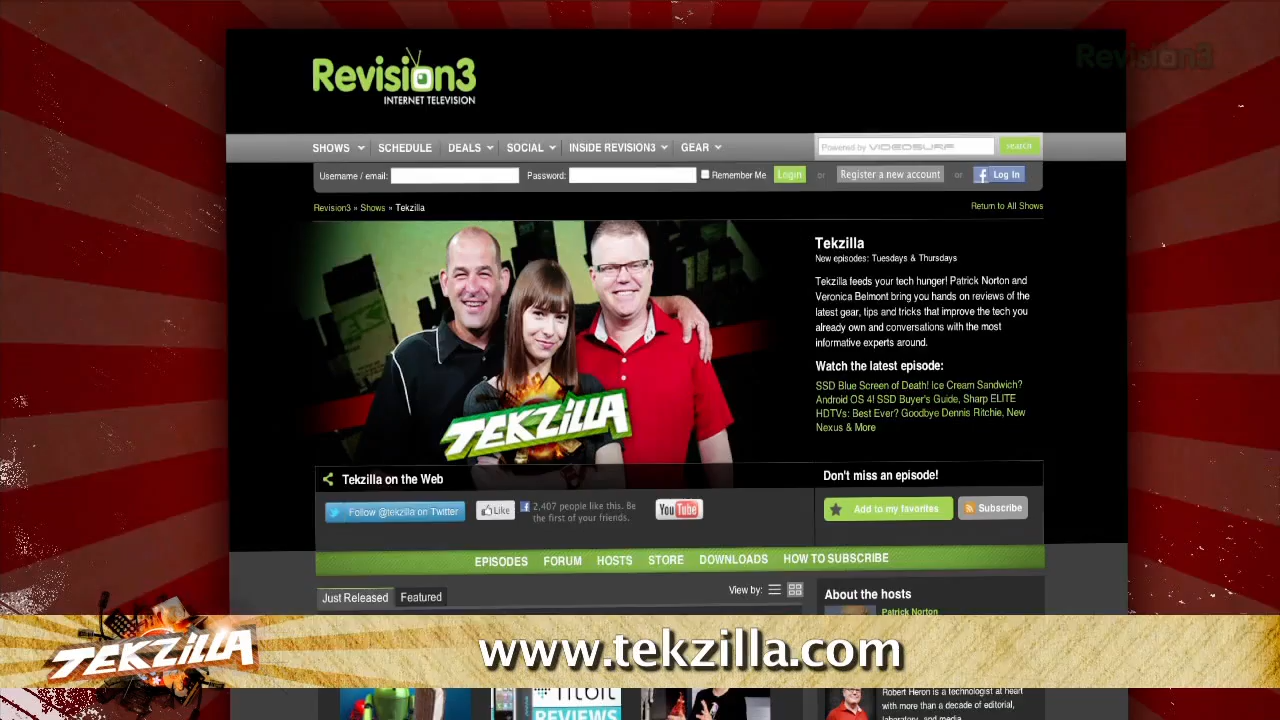 Revision3
INTERNET TELEVISION
Revision3
SHOWS
SCHEDULE
DEALS
SOCIAL
INSIDE REVISION3
GEAR
Powered by VIDEOSURF
search
Username / email:
Password:
Remember Me
Login
or
Register a new account
or
f Log In
Revision3 » Shows » Tekzilla
Return to All Shows
Tekzilla
New episodes: Tuesdays & Thursdays
Tekzilla feeds your tech hunger! Patrick Norton and
Veronica Belmont bring you hands on reviews of the
latest gear, tips and tricks that improve the tech you
already own and conversations with the most
informative experts around.
Watch the latest episode:
SSD Blue Screen of Death! Ice Cream Sandwich?
Android OS 4! SSD Buyer's Guide, Sharp ELITE
HDTVs: Best Ever? Goodbye Dennis Ritchie, New
Nexus & More
TEKZILLA
Tekzilla on the Web
Follow @tekzilla on Twitter
Like
f 2,407 people like this. Be
the first of your friends.
YouTube
Don't miss an episode!
Add to my favorites
Subscribe
EPISODES
FORUM
HOSTS
STORE
DOWNLOADS
HOW TO SUBSCRIBE
Just Released
Featured
View by:
About the hosts
Patrick Norton
TEKZILLA
www.tekzilla.com
REVIEWS
Robert Heron is a technologist at heart
with more than a decade of editorial,
laboratory, and media